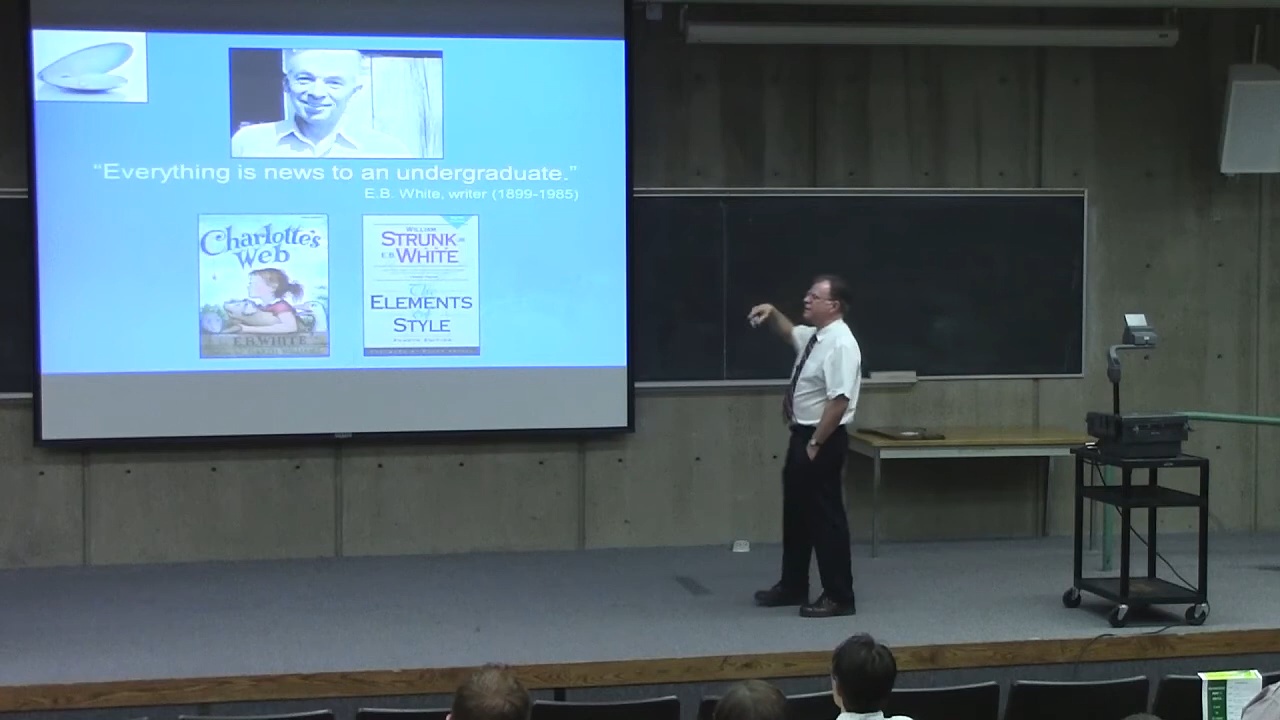 “Everything is news to an undergraduate.”
E.B. White, writer (1899-1985)
Charlotte's
Web
E.B. WHITE
WILLIAM
STRUNK JR.
E.B. WHITE
The
ELEMENTS
of
STYLE
FOURTH EDITION